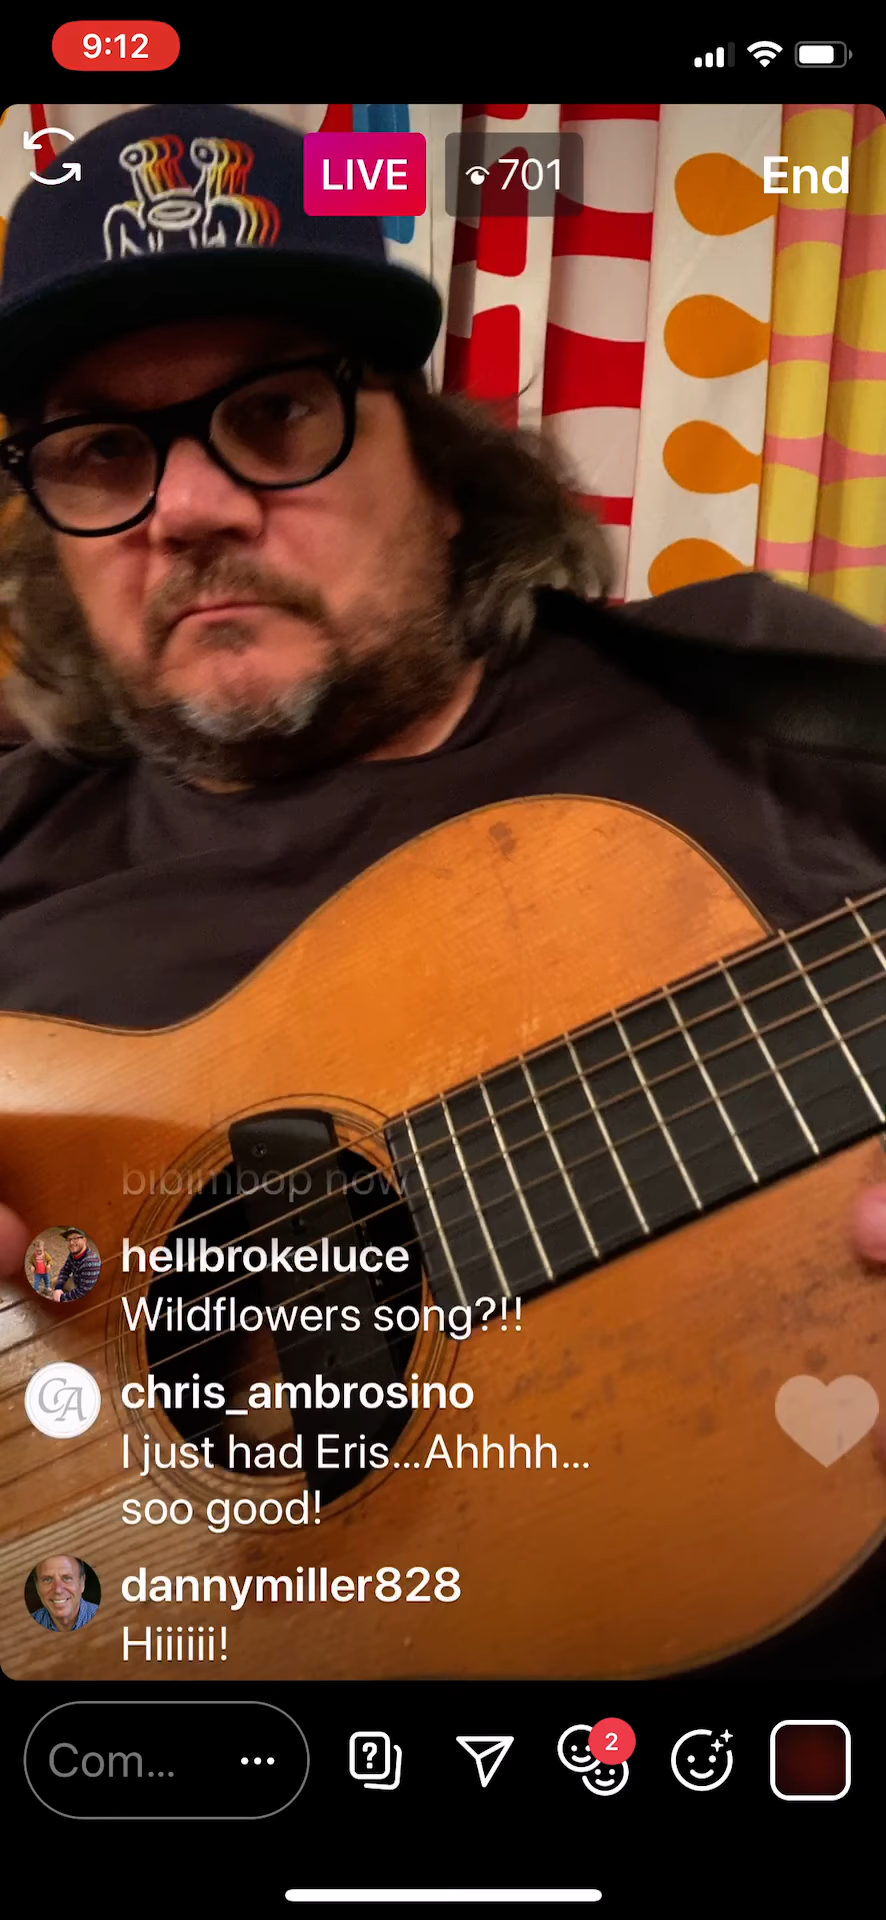 9:12
LIVE
701
End
bibimbop now
hellbrokeluce
Wildflowers song?!!
chris_ambrosino
I just had Eris...Ahhhh...
soo good!
CA
dannymiller828
Hiiiiii!
Com...
?
2